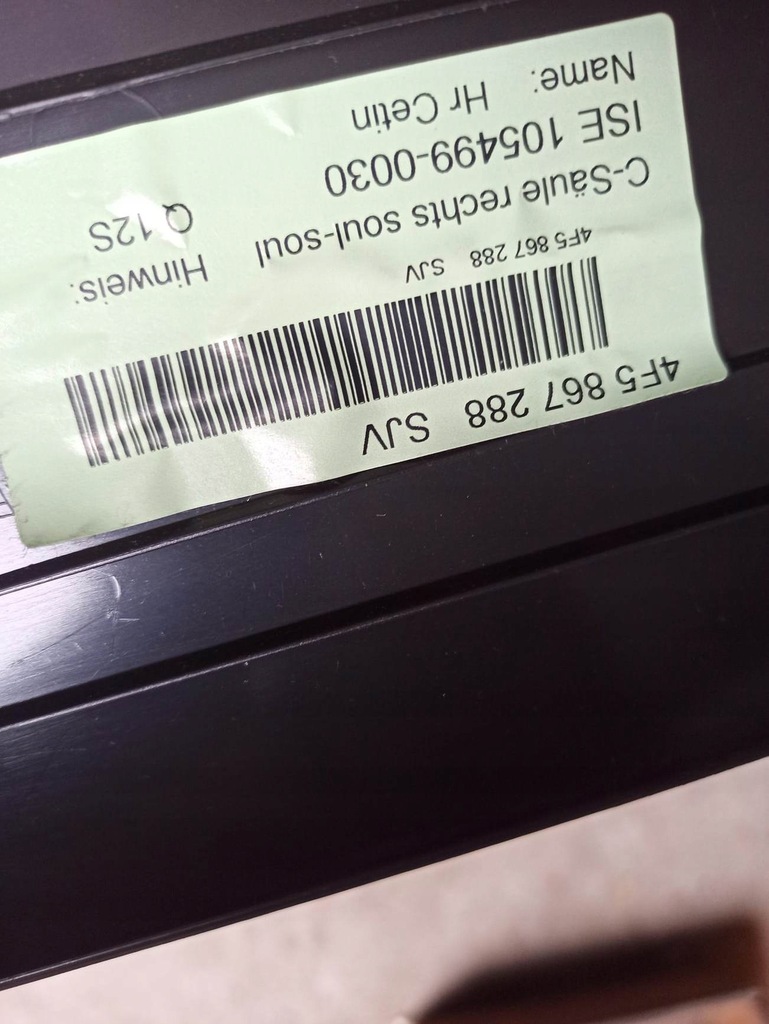 4F5 867 288 SJV
4F5 867 288 SJV
C-Säule rechts soul-soul Hinweis:
ISE 105499-0030 Q 12S
Name: Hr Cetin